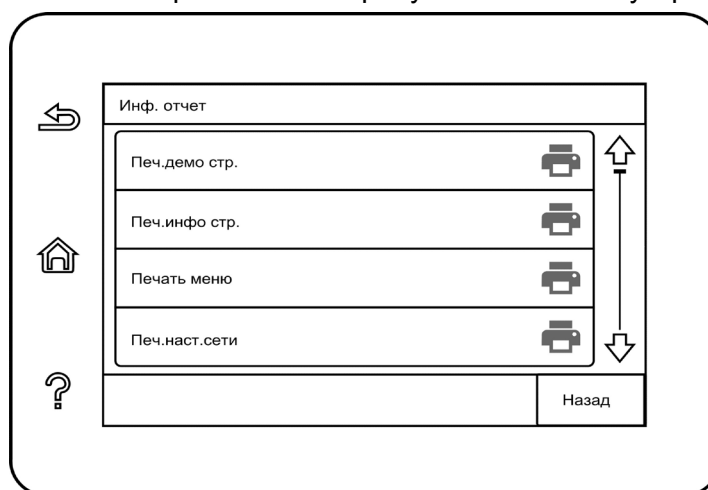 Инф. отчет
Печ.демо стр.
Печ.инфо стр.
Печать меню
Печ.наст.сети
Назад